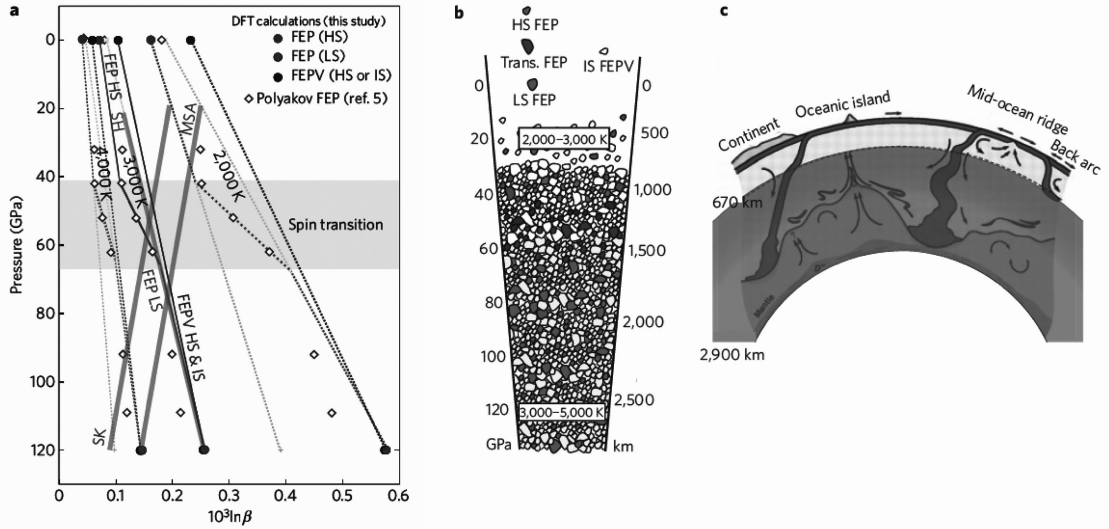 a
DFT calculations (this study)
FEP (HS)
FEP (LS)
FEPV (HS or IS)
Polyakov FEP (ref. 5)
FEP HS
SH
MSA
4,000 K
3,000 K
2,000 K
Spin transition
FEP LS
FEPV HS & IS
SK
0
20
40
60
80
100
120
Pressure (GPa)
0
0.1
0.2
0.3
0.4
0.5
0.6
10³lnβ
b
HS FEP
Trans. FEP
IS FEPV
LS FEP
0
20
40
60
80
100
120
GPa
2,000–3,000 K
3,000–5,000 K
0
500
1,000
1,500
2,000
2,500
km
c
Continent
Oceanic island
Mid-ocean ridge
Back arc
670 km
Mantle
2,900 km